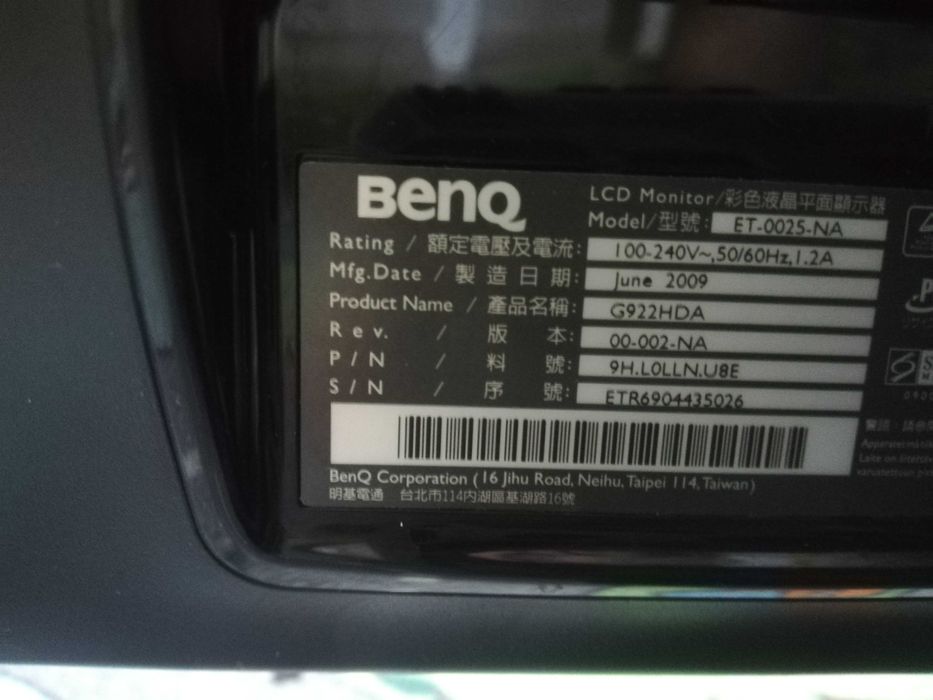 BenQ
LCD Monitor/彩色液晶平面顯示器
Model/型號: ET-0025-NA
Rating / 額定電壓及電流: 100-240V~,50/60Hz,1.2A
Mfg.Date / 製造日期: June 2009
Product Name / 產品名稱: G922HDA
Rev. / 版本: 00-002-NA
P/N / 料號: 9H.L0LLN.U8E
S/N / 序號: ETR6904435026
BenQ Corporation (16 Jihu Road, Neihu, Taipei 114, Taiwan)
明基電通 台北市114內湖區基湖路16號